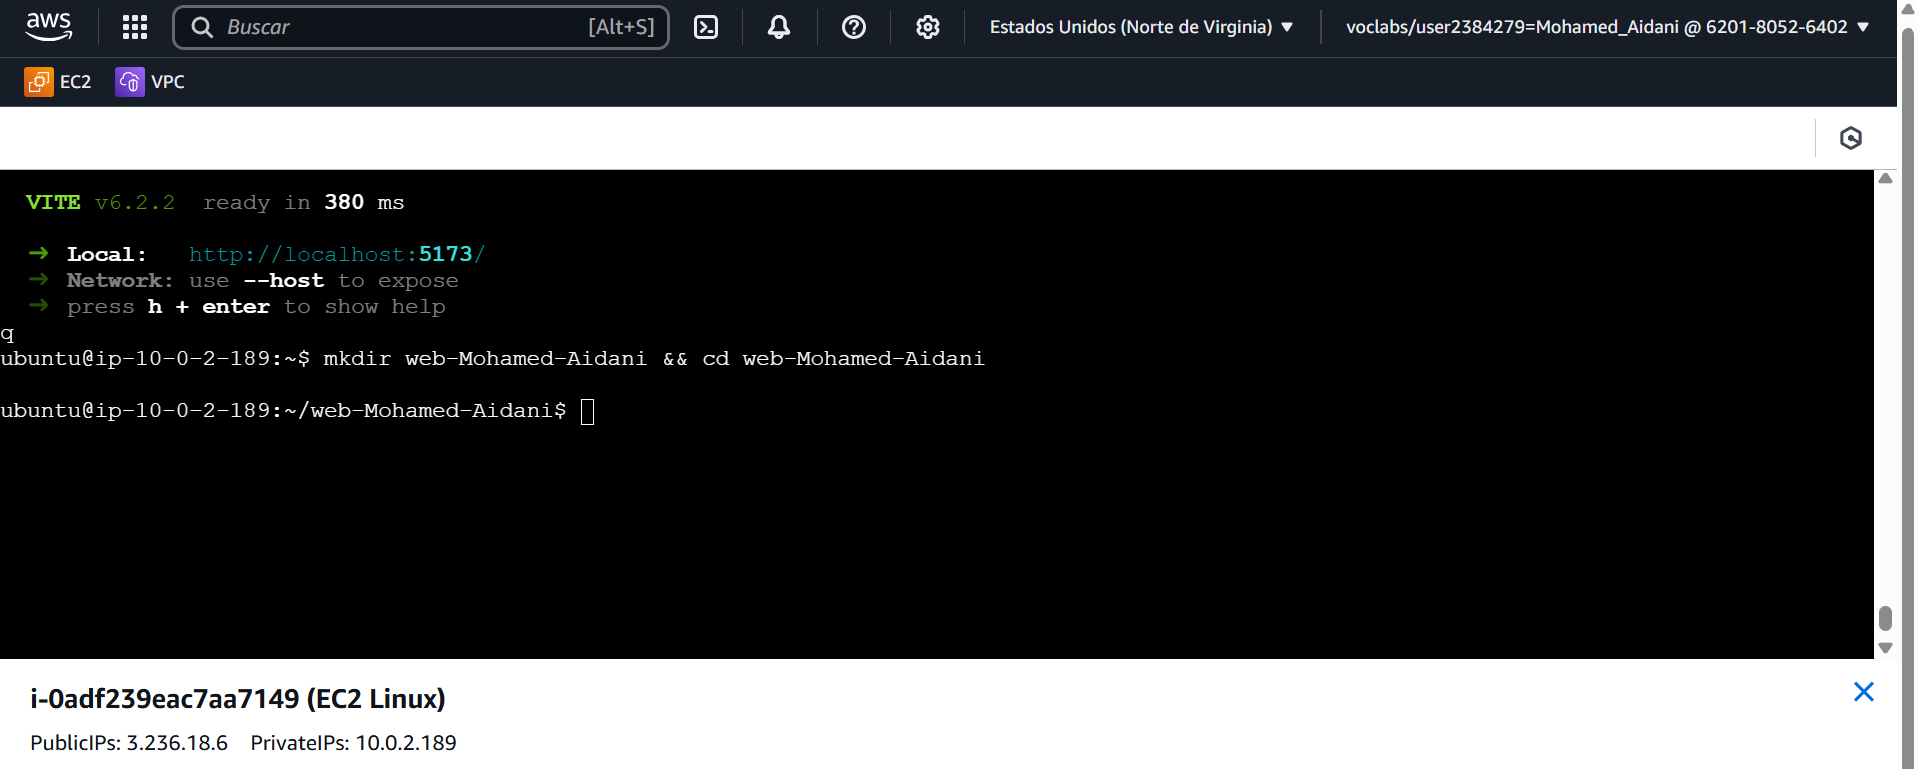 aws
Buscar [Alt+S]
Estados Unidos (Norte de Virginia) ▼
voclabs/user2384279=Mohamed_Aidani @ 6201-8052-6402 ▼
EC2 VPC
VITE v6.2.2  ready in 380 ms
➜ Local:   http://localhost:5173/
➜ Network: use --host to expose
➜ press h + enter to show help
q
ubuntu@ip-10-0-2-189:~$ mkdir web-Mohamed-Aidani && cd web-Mohamed-Aidani
ubuntu@ip-10-0-2-189:~/web-Mohamed-Aidani$
i-0adf239eac7aa7149 (EC2 Linux)
PublicIPs: 3.236.18.6 PrivateIPs: 10.0.2.189